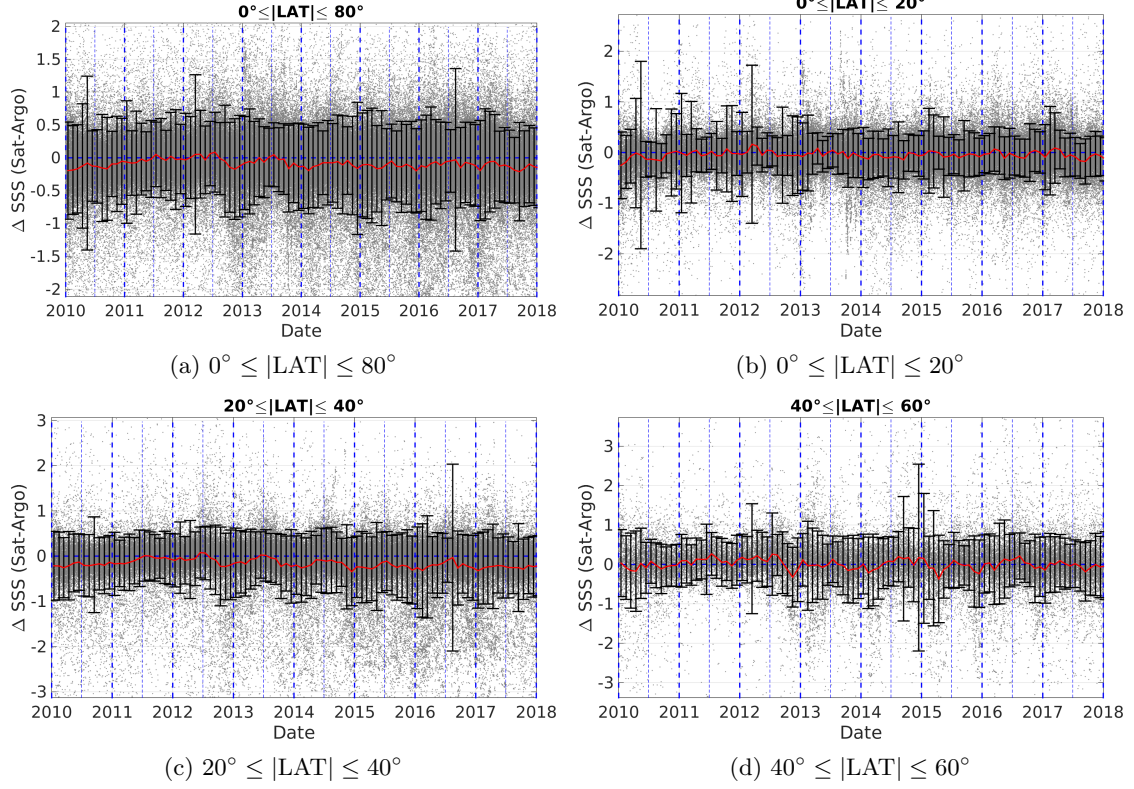 0°≤|LAT|≤ 80°
2
1.5
1
0.5
0
-0.5
-1
-1.5
-2
Δ SSS (Sat-Argo)
2010 2011 2012 2013 2014 2015 2016 2017 2018
Date
(a) 0° ≤ |LAT| ≤ 80°
0°≤|LAT|≤ 20°
2
1
0
-1
-2
Δ SSS (Sat-Argo)
2010 2011 2012 2013 2014 2015 2016 2017 2018
Date
(b) 0° ≤ |LAT| ≤ 20°
20°≤|LAT|≤ 40°
3
2
1
0
-1
-2
-3
Δ SSS (Sat-Argo)
2010 2011 2012 2013 2014 2015 2016 2017 2018
Date
(c) 20° ≤ |LAT| ≤ 40°
40°≤|LAT|≤ 60°
3
2
1
0
-1
-2
-3
Δ SSS (Sat-Argo)
2010 2011 2012 2013 2014 2015 2016 2017 2018
Date
(d) 40° ≤ |LAT| ≤ 60°